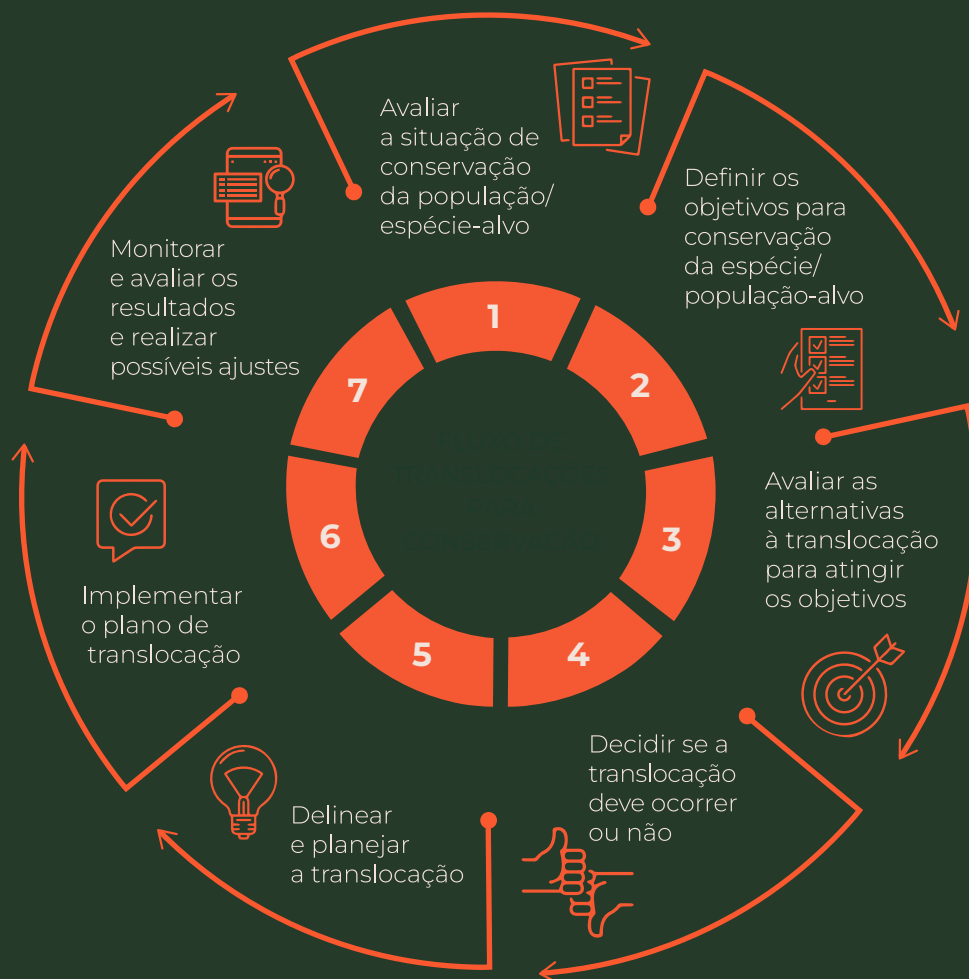 1
Avaliar
a situação de
conservação
da população/
espécie-alvo
2
Definir os
objetivos para
conservação
da espécie/
população-alvo
3
Avaliar as
alternativas
à translocação
para atingir
os objetivos
4
Decidir se a
translocação
deve ocorrer
ou não
5
Delinear
e planejar
a translocação
6
Implementar
o plano de
translocação
7
Monitorar
e avaliar os
resultados
e realizar
possíveis ajustes